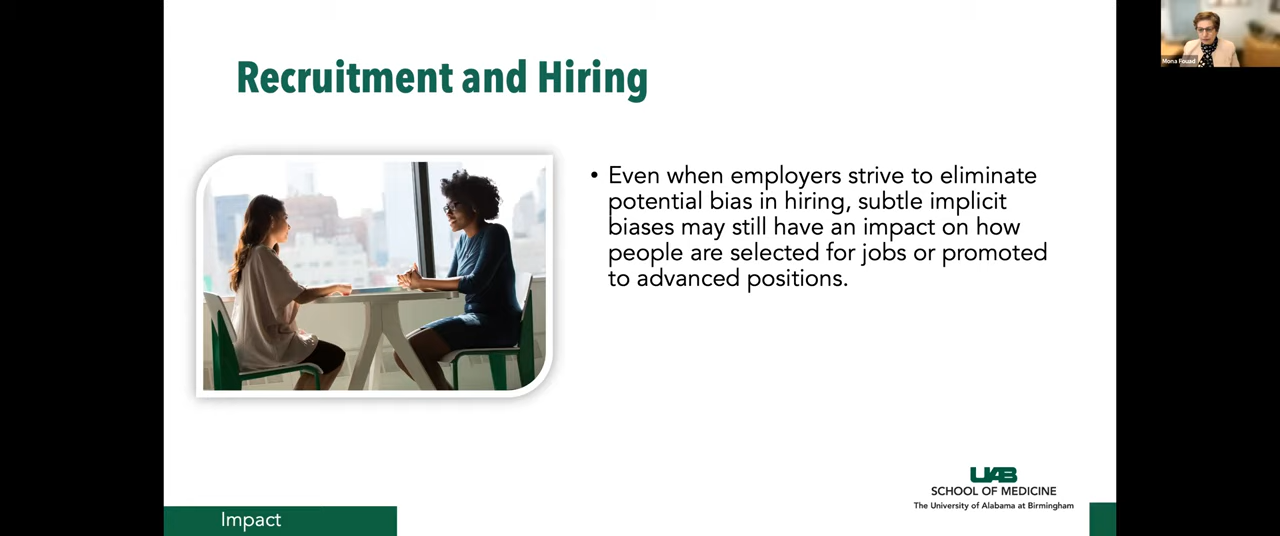 Mona Fouad
Recruitment and Hiring
• Even when employers strive to eliminate
potential bias in hiring, subtle implicit
biases may still have an impact on how
people are selected for jobs or promoted
to advanced positions.
UAB
SCHOOL OF MEDICINE
The University of Alabama at Birmingham
Impact